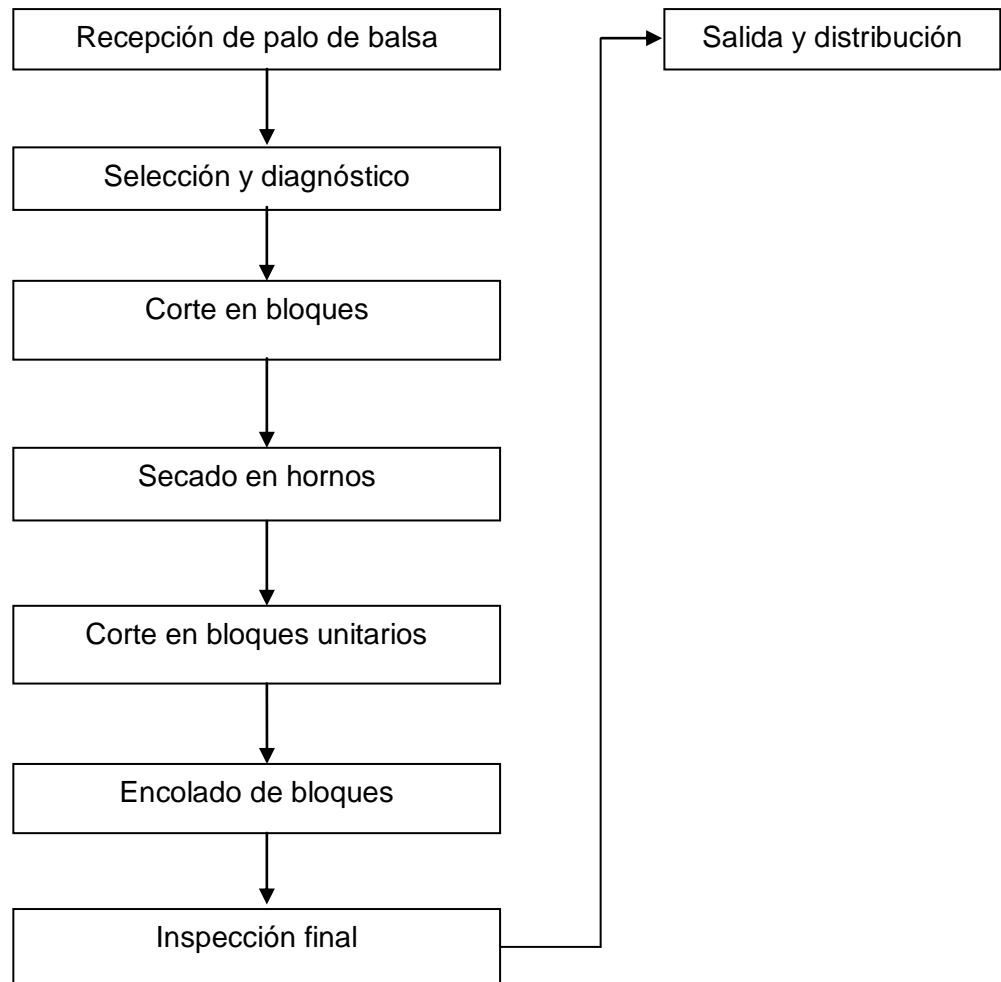 Recepción de palo de balsa
Selección y diagnóstico
Corte en bloques
Secado en hornos
Corte en bloques unitarios
Encolado de bloques
Inspección final
Salida y distribución